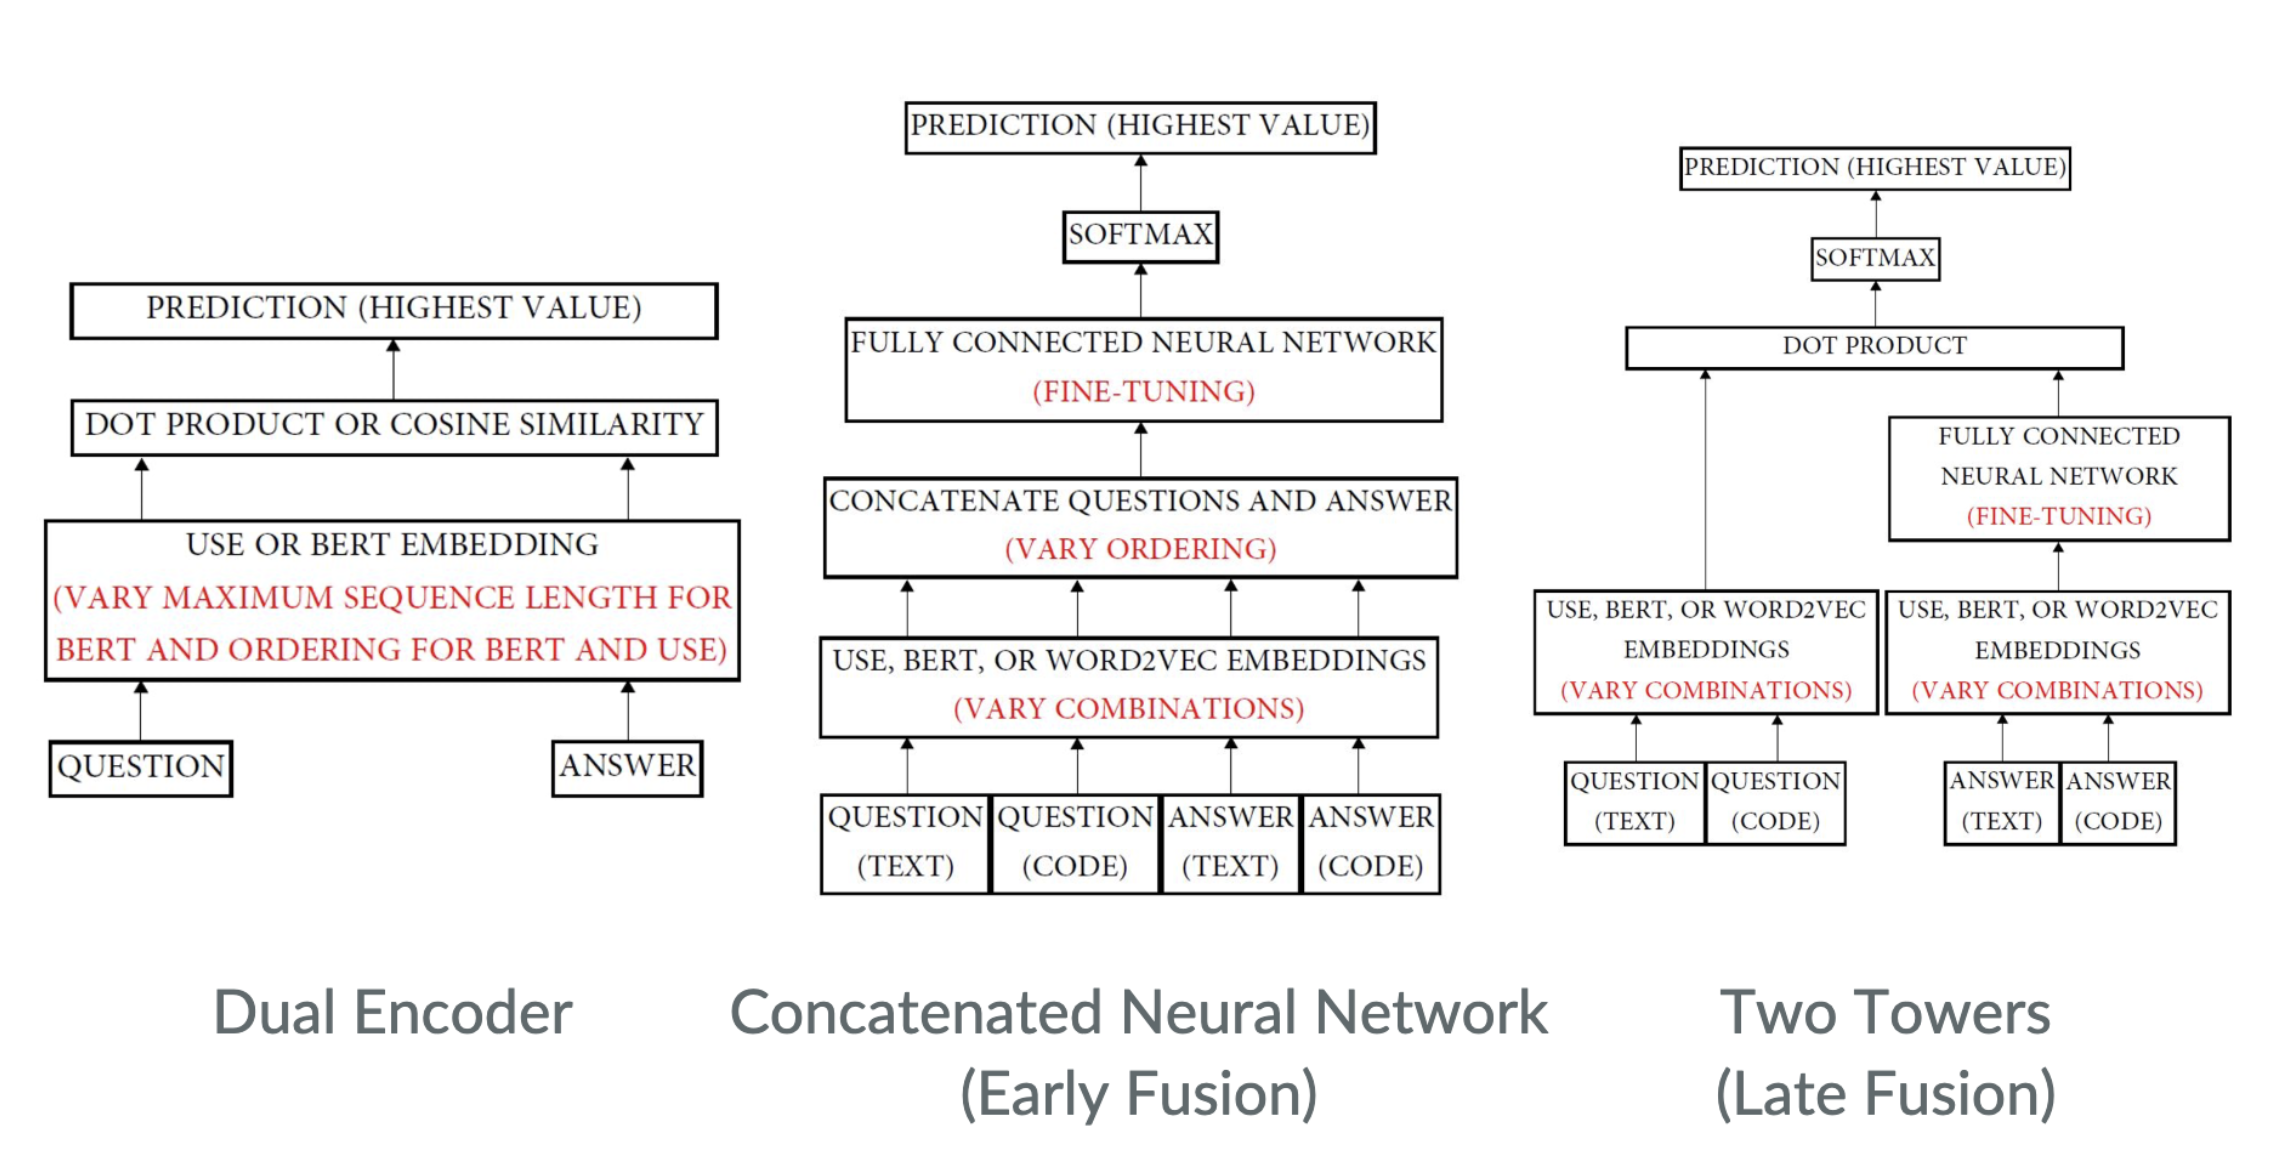 PREDICTION (HIGHEST VALUE)
DOT PRODUCT OR COSINE SIMILARITY
USE OR BERT EMBEDDING
(VARY MAXIMUM SEQUENCE LENGTH FOR
BERT AND ORDERING FOR BERT AND USE)
QUESTION
ANSWER
Dual Encoder
PREDICTION (HIGHEST VALUE)
SOFTMAX
FULLY CONNECTED NEURAL NETWORK
(FINE-TUNING)
CONCATENATE QUESTIONS AND ANSWER
(VARY ORDERING)
USE, BERT, OR WORD2VEC EMBEDDINGS
(VARY COMBINATIONS)
QUESTION
(TEXT)
QUESTION
(CODE)
ANSWER
(TEXT)
ANSWER
(CODE)
Concatenated Neural Network
(Early Fusion)
PREDICTION (HIGHEST VALUE)
SOFTMAX
DOT PRODUCT
FULLY CONNECTED
NEURAL NETWORK
(FINE-TUNING)
USE, BERT, OR WORD2VEC
EMBEDDINGS
(VARY COMBINATIONS)
USE, BERT, OR WORD2VEC
EMBEDDINGS
(VARY COMBINATIONS)
QUESTION
(TEXT)
QUESTION
(CODE)
ANSWER
(TEXT)
ANSWER
(CODE)
Two Towers
(Late Fusion)